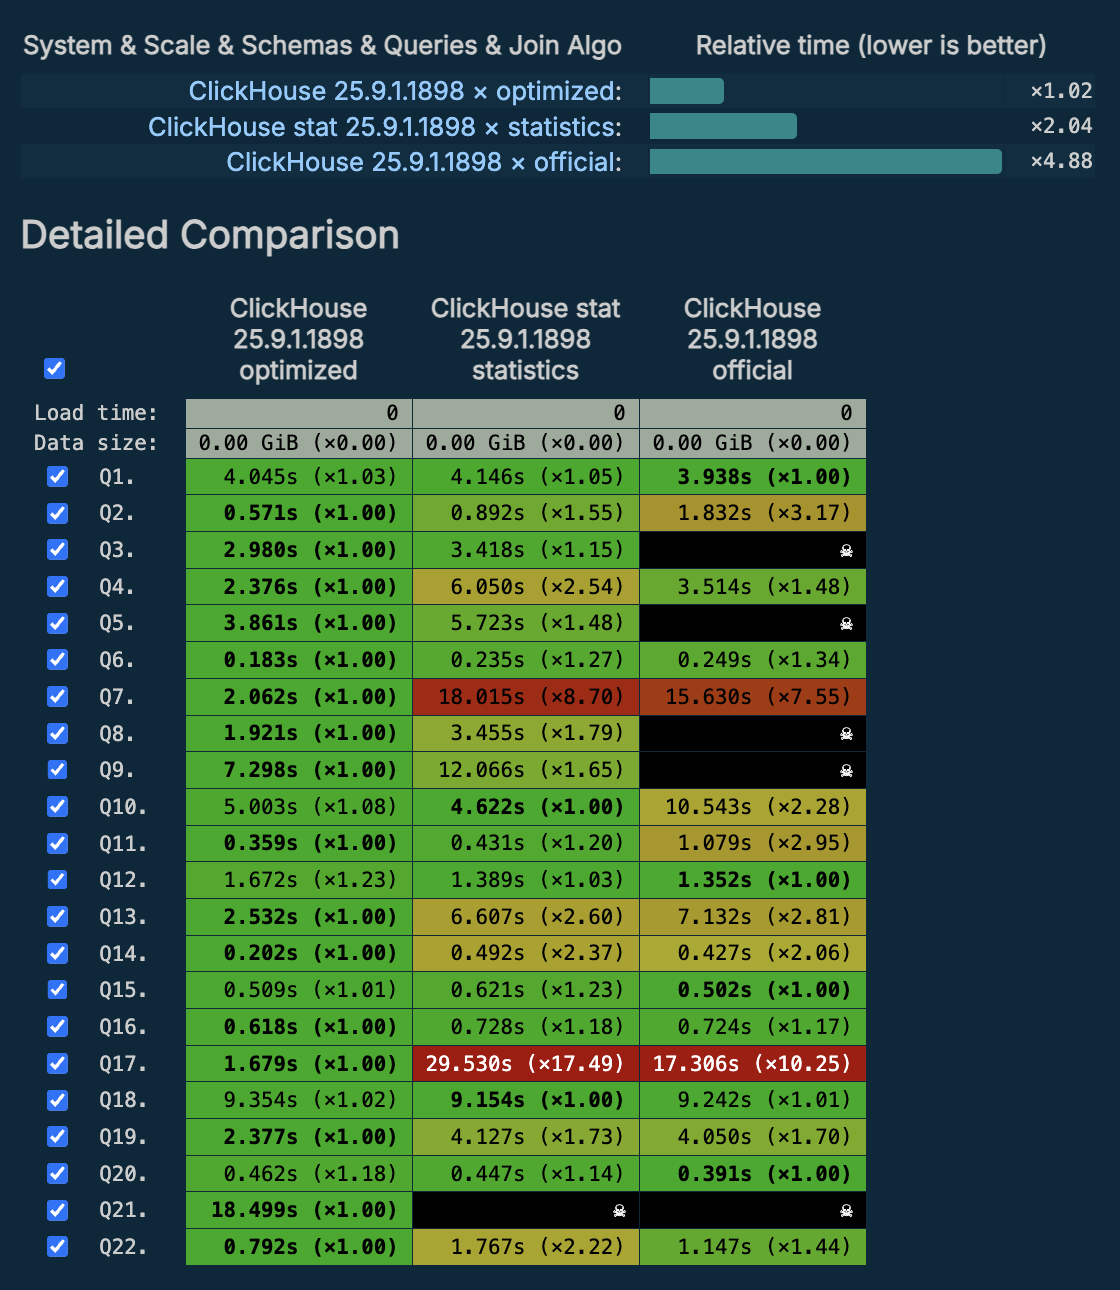 System & Scale & Schemas & Queries & Join Algo Relative time (lower is better)
ClickHouse 25.9.1.1898 × optimized: ×1.02
ClickHouse stat 25.9.1.1898 × statistics: ×2.04
ClickHouse 25.9.1.1898 × official: ×4.88
Detailed Comparison
ClickHouse ClickHouse stat ClickHouse
25.9.1.1898 25.9.1.1898 25.9.1.1898
optimized statistics official
Load time: 0 0 0
Data size: 0.00 GiB (×0.00) 0.00 GiB (×0.00) 0.00 GiB (×0.00)
Q1. 4.045s (×1.03) 4.146s (×1.05) 3.938s (×1.00)
Q2. 0.571s (×1.00) 0.892s (×1.55) 1.832s (×3.17)
Q3. 2.980s (×1.00) 3.418s (×1.15) ☠
Q4. 2.376s (×1.00) 6.050s (×2.54) 3.514s (×1.48)
Q5. 3.861s (×1.00) 5.723s (×1.48) ☠
Q6. 0.183s (×1.00) 0.235s (×1.27) 0.249s (×1.34)
Q7. 2.062s (×1.00) 18.015s (×8.70) 15.630s (×7.55)
Q8. 1.921s (×1.00) 3.455s (×1.79) ☠
Q9. 7.298s (×1.00) 12.066s (×1.65) ☠
Q10. 5.003s (×1.08) 4.622s (×1.00) 10.543s (×2.28)
Q11. 0.359s (×1.00) 0.431s (×1.20) 1.079s (×2.95)
Q12. 1.672s (×1.23) 1.389s (×1.03) 1.352s (×1.00)
Q13. 2.532s (×1.00) 6.607s (×2.60) 7.132s (×2.81)
Q14. 0.202s (×1.00) 0.492s (×2.37) 0.427s (×2.06)
Q15. 0.509s (×1.01) 0.621s (×1.23) 0.502s (×1.00)
Q16. 0.618s (×1.00) 0.728s (×1.18) 0.724s (×1.17)
Q17. 1.679s (×1.00) 29.530s (×17.49) 17.306s (×10.25)
Q18. 9.354s (×1.02) 9.154s (×1.00) 9.242s (×1.01)
Q19. 2.377s (×1.00) 4.127s (×1.73) 4.050s (×1.70)
Q20. 0.462s (×1.18) 0.447s (×1.14) 0.391s (×1.00)
Q21. 18.499s (×1.00) ☠ ☠
Q22. 0.792s (×1.00) 1.767s (×2.22) 1.147s (×1.44)